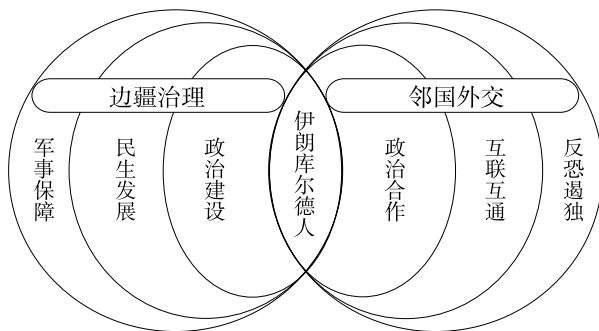 边疆治理
邻国外交
军事保障
民生发展
政治建设
伊朗库尔德人
政治合作
互联互通
反恐遏独